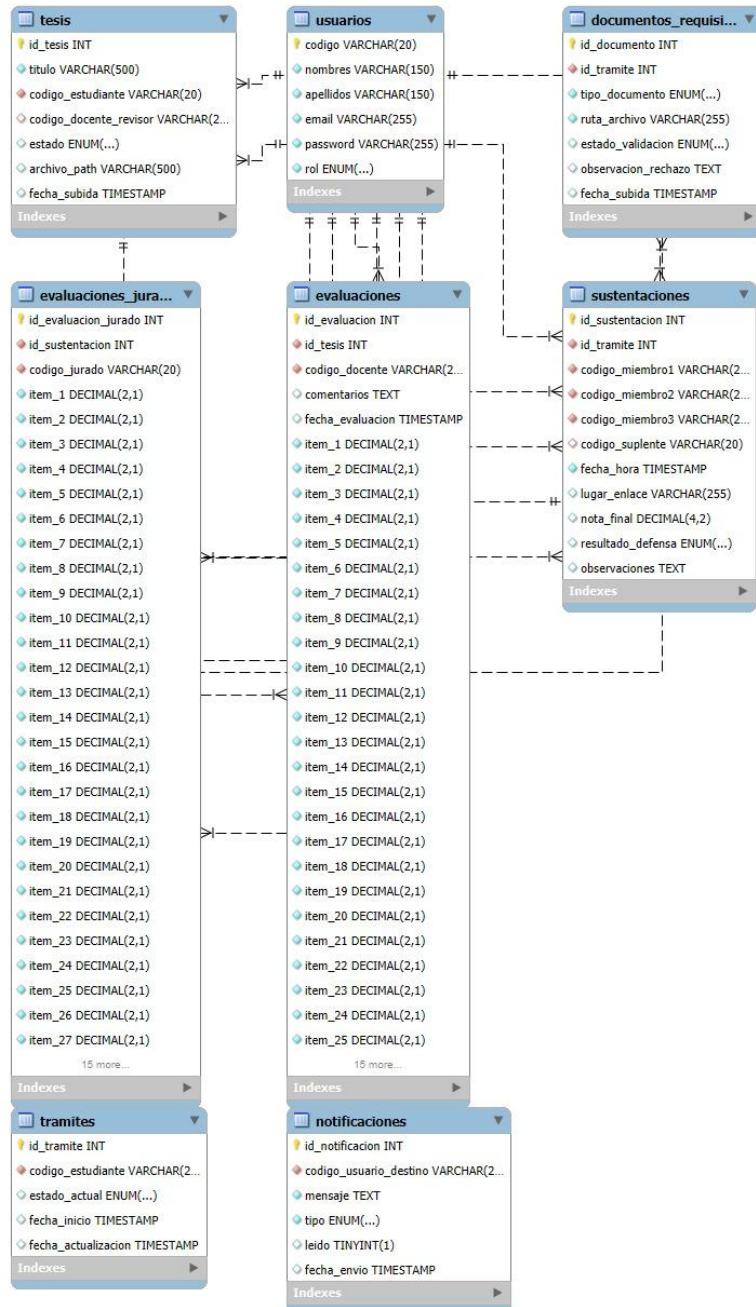 tesis
id_tesis INT
titulo VARCHAR(500)
codigo_estudiante VARCHAR(20)
codigo_docente_revisor VARCHAR(2...
estado ENUM(...)
archivo_path VARCHAR(500)
fecha_subida TIMESTAMP
Indexes
usuarios
codigo VARCHAR(20)
nombres VARCHAR(150)
apellidos VARCHAR(150)
email VARCHAR(255)
password VARCHAR(255)
rol ENUM(...)
Indexes
documentos_requisi...
id_documento INT
id_tramite INT
tipo_documento ENUM(...)
ruta_archivo VARCHAR(255)
estado_validacion ENUM(...)
observacion_rechazo TEXT
fecha_subida TIMESTAMP
Indexes
evaluaciones_jura...
id_evaluacion_jurado INT
id_sustentacion INT
codigo_jurado VARCHAR(20)
item_1 DECIMAL(2,1)
item_2 DECIMAL(2,1)
item_3 DECIMAL(2,1)
item_4 DECIMAL(2,1)
item_5 DECIMAL(2,1)
item_6 DECIMAL(2,1)
item_7 DECIMAL(2,1)
item_8 DECIMAL(2,1)
item_9 DECIMAL(2,1)
item_10 DECIMAL(2,1)
item_11 DECIMAL(2,1)
item_12 DECIMAL(2,1)
item_13 DECIMAL(2,1)
item_14 DECIMAL(2,1)
item_15 DECIMAL(2,1)
item_16 DECIMAL(2,1)
item_17 DECIMAL(2,1)
item_18 DECIMAL(2,1)
item_19 DECIMAL(2,1)
item_20 DECIMAL(2,1)
item_21 DECIMAL(2,1)
item_22 DECIMAL(2,1)
item_23 DECIMAL(2,1)
item_24 DECIMAL(2,1)
item_25 DECIMAL(2,1)
item_26 DECIMAL(2,1)
item_27 DECIMAL(2,1)
15 more...
Indexes
evaluaciones
id_evaluacion INT
id_tesis INT
codigo_docente VARCHAR(2...
comentarios TEXT
fecha_evaluacion TIMESTAMP
item_1 DECIMAL(2,1)
item_2 DECIMAL(2,1)
item_3 DECIMAL(2,1)
item_4 DECIMAL(2,1)
item_5 DECIMAL(2,1)
item_6 DECIMAL(2,1)
item_7 DECIMAL(2,1)
item_8 DECIMAL(2,1)
item_9 DECIMAL(2,1)
item_10 DECIMAL(2,1)
item_11 DECIMAL(2,1)
item_12 DECIMAL(2,1)
item_13 DECIMAL(2,1)
item_14 DECIMAL(2,1)
item_15 DECIMAL(2,1)
item_16 DECIMAL(2,1)
item_17 DECIMAL(2,1)
item_18 DECIMAL(2,1)
item_19 DECIMAL(2,1)
item_20 DECIMAL(2,1)
item_21 DECIMAL(2,1)
item_22 DECIMAL(2,1)
item_23 DECIMAL(2,1)
item_24 DECIMAL(2,1)
item_25 DECIMAL(2,1)
15 more...
Indexes
sustentaciones
id_sustentacion INT
id_tramite INT
codigo_miembro1 VARCHAR(2...
codigo_miembro2 VARCHAR(2...
codigo_miembro3 VARCHAR(2...
codigo_suplente VARCHAR(20)
fecha_hora TIMESTAMP
lugar_enlace VARCHAR(255)
nota_final DECIMAL(4,2)
resultado_defensa ENUM(...)
observaciones TEXT
Indexes
tramites
id_tramite INT
codigo_estudiante VARCHAR(2...
estado_actual ENUM(...)
fecha_inicio TIMESTAMP
fecha_actualizacion TIMESTAMP
Indexes
notificaciones
id_notificacion INT
codigo_usuario_destino VARCHAR(2...
mensaje TEXT
tipo ENUM(...)
leido TINYINT(1)
fecha_envio TIMESTAMP
Indexes